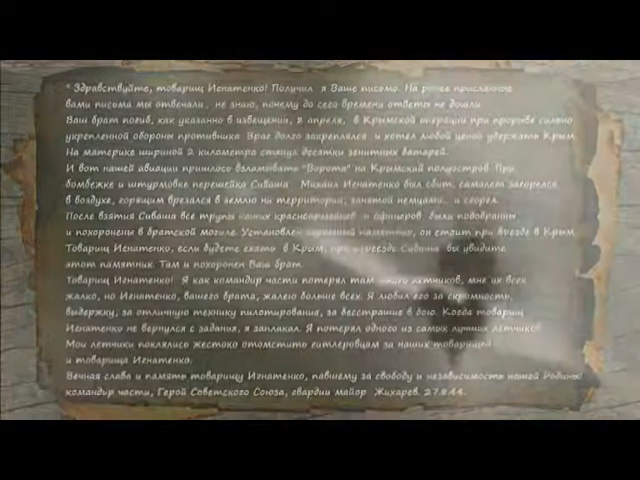 " Здравствуйте, товарищ Игнатенко! Получил я Ваше письмо. На ранее присланные
вами письма мы отвечали, не знаю, почему до сего времени ответы не дошли.
Ваш брат погиб, как указанно в извещении, 8 апреля, в Крымской операции при прорыве сильно
укрепленной обороны противника. Враг долго закреплялся и хотел любой ценой удержать Крым.
На материке шириной 2 километра стянул десятки зенитных батарей.
И вот нашей авиации пришлось взламывать "Ворота" на Крымский полуостров. При
бомбежке и штурмовке перешейка Сиваша Михаил Игнатенко был сбит, самолет загорелся
в воздухе, горящим врезался в землю на территории, занятой немцами, и сгорел.
После взятия Сиваша все трупы наших красноармейцев и офицеров были подобранны
и похоронены в братской могиле. Установлен памятник, он стоит при въезде в Крым.
Товарищ Игнатенко, если будете ехать в Крым, при переезде Сиваша вы увидите
этот памятник. Там и похоронен Ваш брат.
Товарищ Игнатенко! Я как командир части потерял там много летчиков, мне их всех
жалко, но Игнатенко, вашего брата, жалею больше всех. Я любил его за скромность,
выдержку, за отличную технику пилотирования, за бесстрашие в бою. Когда товарищ
Игнатенко не вернулся с задания, я заплакал. Я потерял одного из самых лучших летчиков.
Мои летчики поклялись жестоко отомстить гитлеровцам за наших товарищей
и товарища Игнатенко.
Вечная слава и память товарищу Игнатенко, павшему за свободу и независимость нашей Родины!
командир части, Герой Советского Союза, гвардии майор Жихарев. 27.8.44.